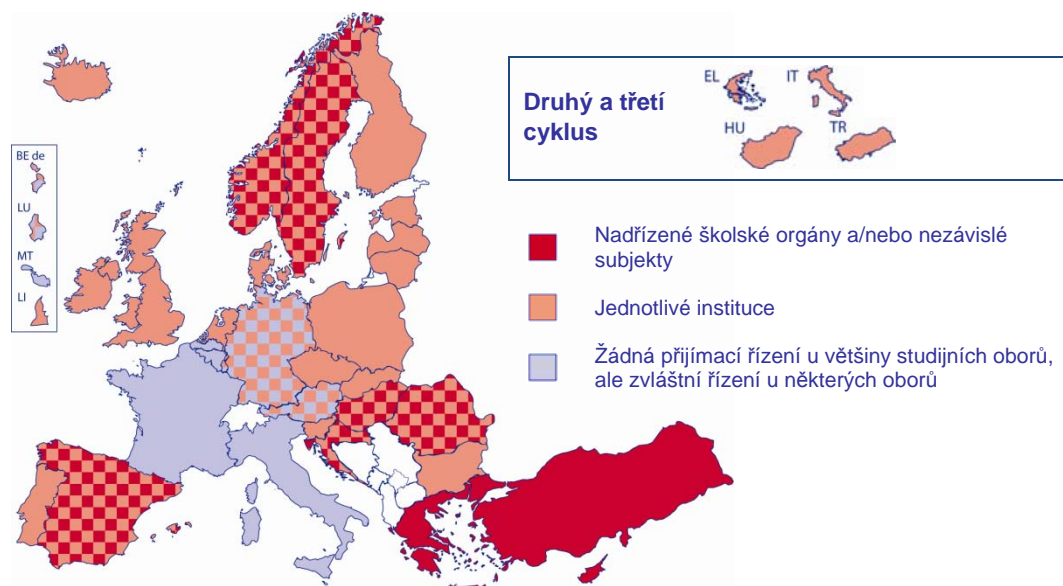 Druhý a třetí
cyklus
EL
IT
HU
TR
BE de
LU
MT
LI
Nadřízené školské orgány a/nebo nezávislé
subjekty
Jednotlivé instituce
Žádná přijímací řízení u většiny studijních oborů,
ale zvláštní řízení u některých oborů